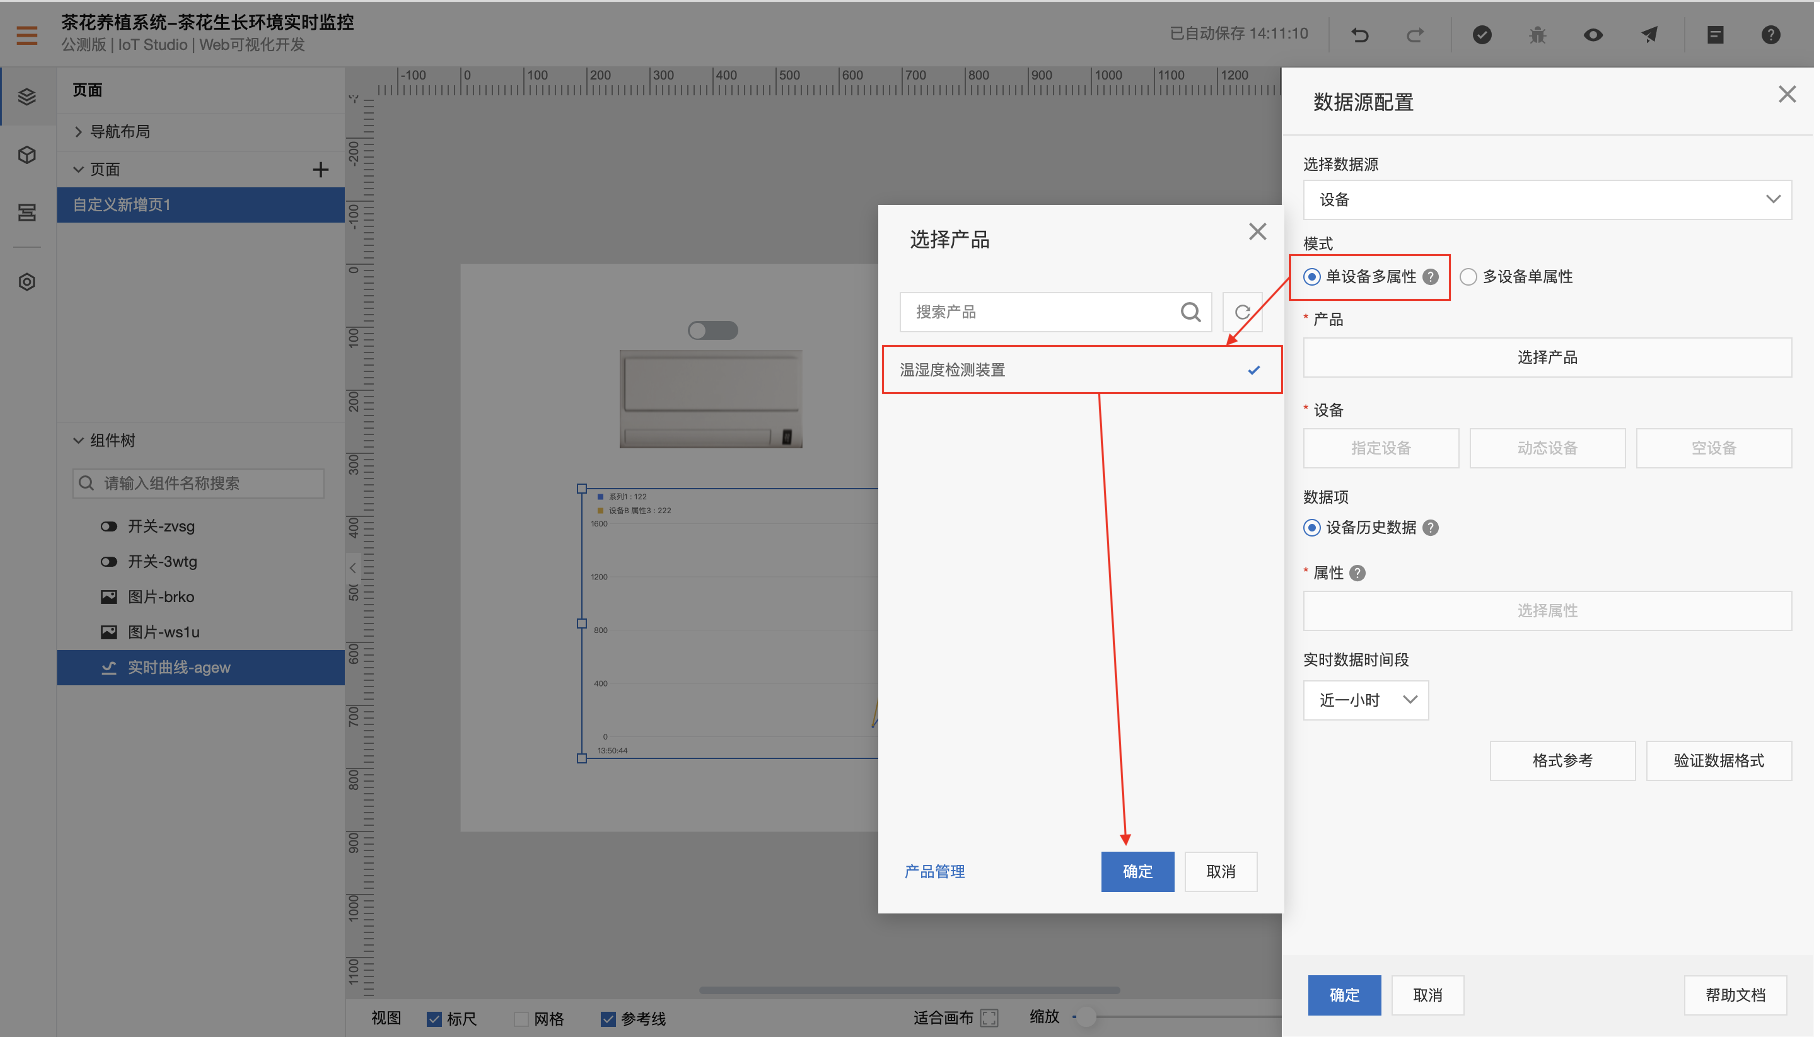 茶花养植系统-茶花生长环境实时监控
公测版 | IoT Studio | Web可视化开发
已自动保存 14:11:10
页面
导航布局
页面
自定义新增页1
组件树
请输入组件名称搜索
开关-zvsg
开关-3wtg
图片-brko
图片-ws1u
实时曲线-agew
-100 0 100 200 300 400 500 600 700 800 900 1000 1100 1200
-200
-100
0
100
200
300
400
500
600
700
800
900
1000
1100
系列1 : 122
设备8 属性3 : 222
1600
1200
800
400
0
13:50:44
视图 标尺 网格 参考线 适合画布 缩放
选择产品
搜索产品
温湿度检测装置
产品管理 确定 取消
数据源配置
选择数据源
设备
模式
单设备多属性 ? 多设备单属性
* 产品
选择产品
* 设备
指定设备 动态设备 空设备
数据项
设备历史数据 ?
* 属性 ?
选择属性
实时数据时间段
近一小时
格式参考 验证数据格式
确定 取消 帮助文档